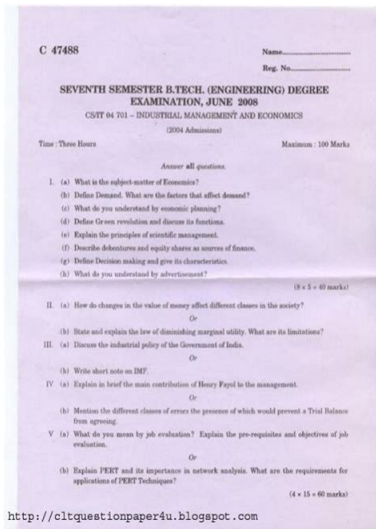 C 47488
Name
Reg. No.
SEVENTH SEMESTER B.TECH. (ENGINEERING) DEGREE
EXAMINATION, JUNE 2008
CS/IT 04 701 – INDUSTRIAL MANAGEMENT AND ECONOMICS
(2004 Admissions)
Time : Three Hours Maximum : 100 Marks
Answer all questions.
I. (a) What is the subject-matter of Economics?
(b) Define Demand. What are the factors that affect demand?
(c) What do you understand by economic planning?
(d) Define Green revolution and discuss its functions.
(e) Explain the principles of scientific management.
(f) Describe debentures and equity shares as sources of finance.
(g) Define Decision making and give its characteristics.
(h) What do you understand by advertisement?
(8 × 5 = 40 marks)
II. (a) How do changes in the value of money affect different classes in the society?
Or
(b) State and explain the law of diminishing marginal utility. What are its limitations?
III. (a) Discuss the industrial policy of the Government of India.
Or
(b) Write short note on IMF.
IV (a) Explain in brief the main contribution of Henry Fayol to the management.
Or
(b) Mention the different classes of errors the presence of which would prevent a Trial Balance
from agreeing.
V (a) What do you mean by job evaluation? Explain the pre-requisites and objectives of job
evaluation.
Or
(b) Explain PERT and its importance in network analysis. What are the requirements for
applications of PERT Techniques?
(4 × 15 = 60 marks)
http://cltquestionpaper4u.blogspot.com